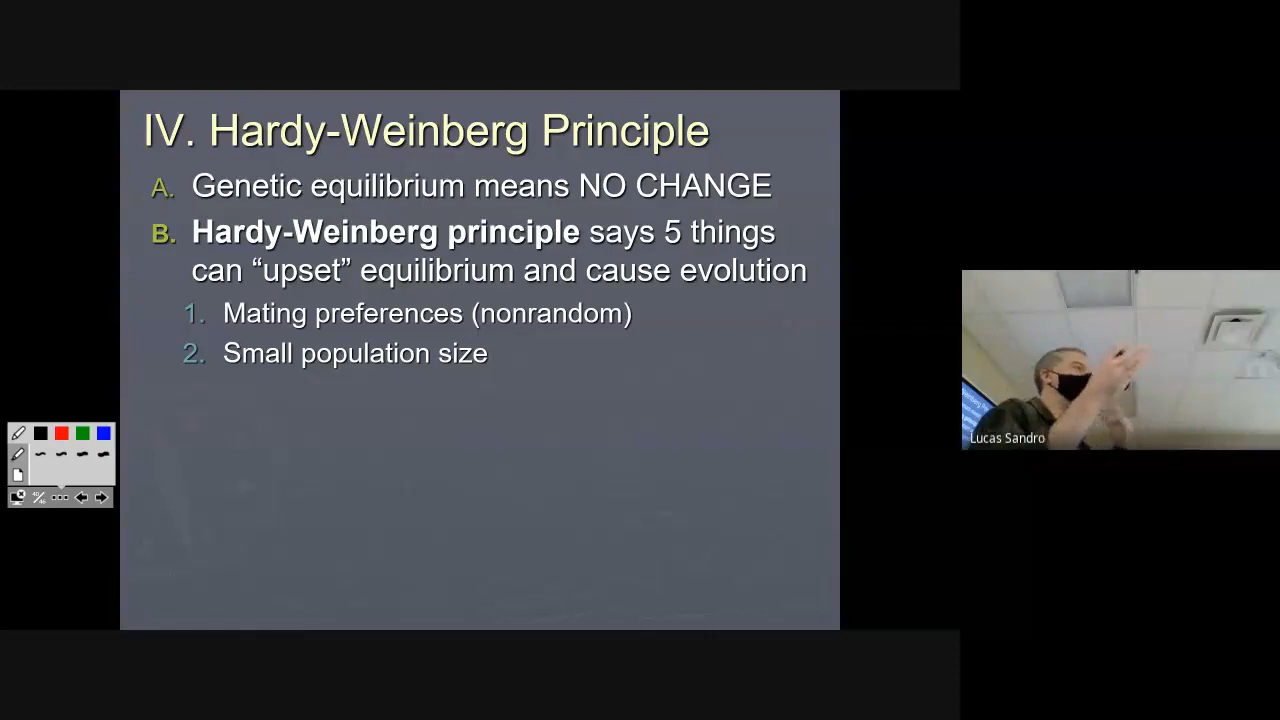 IV. Hardy-Weinberg Principle
A. Genetic equilibrium means NO CHANGE
B. Hardy-Weinberg principle says 5 things
can “upset” equilibrium and cause evolution
1. Mating preferences (nonrandom)
2. Small population size
Lucas Sandro